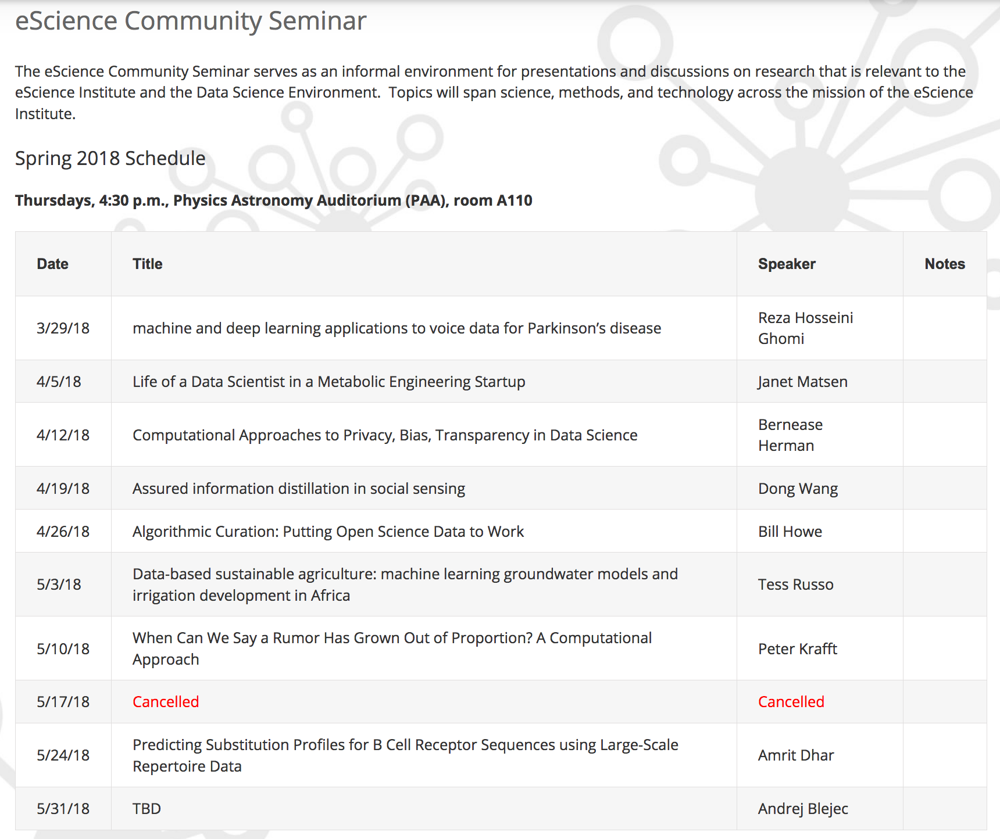 eScience Community Seminar
The eScience Community Seminar serves as an informal environment for presentations and discussions on research that is relevant to the
eScience Institute and the Data Science Environment.  Topics will span science, methods, and technology across the mission of the eScience
Institute.
Spring 2018 Schedule
Thursdays, 4:30 p.m., Physics Astronomy Auditorium (PAA), room A110
Date Title Speaker Notes
3/29/18 machine and deep learning applications to voice data for Parkinson’s disease Reza Hosseini
Ghomi
4/5/18 Life of a Data Scientist in a Metabolic Engineering Startup Janet Matsen
4/12/18 Computational Approaches to Privacy, Bias, Transparency in Data Science Bernease
Herman
4/19/18 Assured information distillation in social sensing Dong Wang
4/26/18 Algorithmic Curation: Putting Open Science Data to Work Bill Howe
5/3/18 Data-based sustainable agriculture: machine learning groundwater models and
irrigation development in Africa Tess Russo
5/10/18 When Can We Say a Rumor Has Grown Out of Proportion? A Computational
Approach Peter Krafft
5/17/18 Cancelled Cancelled
5/24/18 Predicting Substitution Profiles for B Cell Receptor Sequences using Large-Scale
Repertoire Data Amrit Dhar
5/31/18 TBD Andrej Blejec